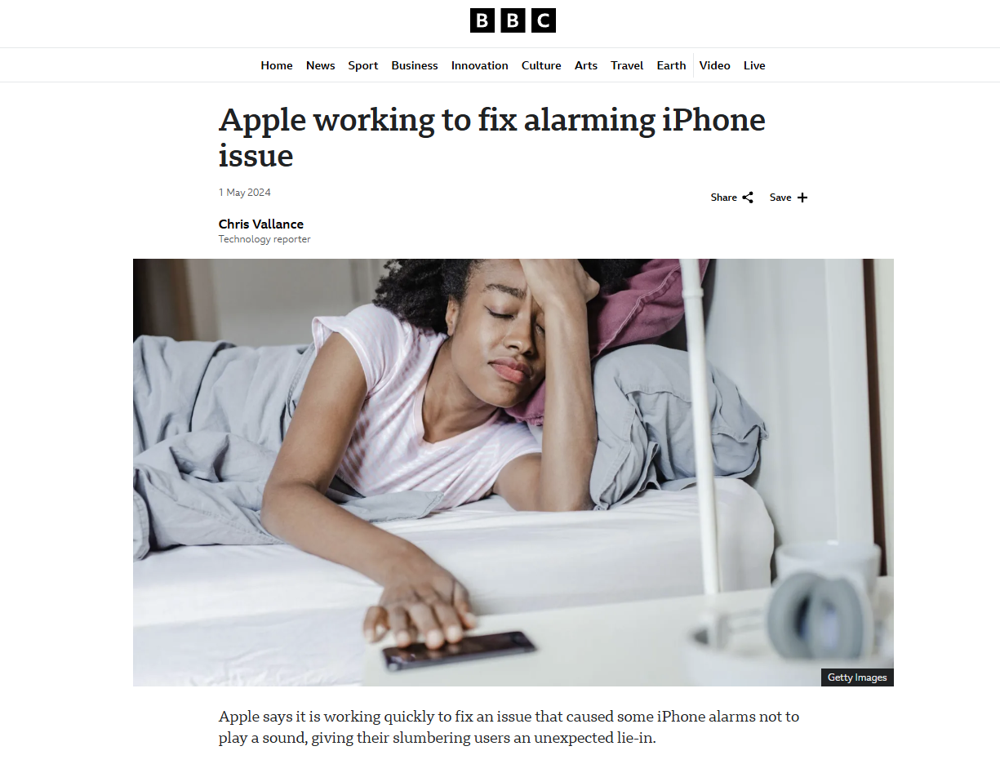 BBC
Home News Sport Business Innovation Culture Arts Travel Earth Video Live
Apple working to fix alarming iPhone
issue
1 May 2024
Share Save
Chris Vallance
Technology reporter
Getty Images
Apple says it is working quickly to fix an issue that caused some iPhone alarms not to
play a sound, giving their slumbering users an unexpected lie-in.